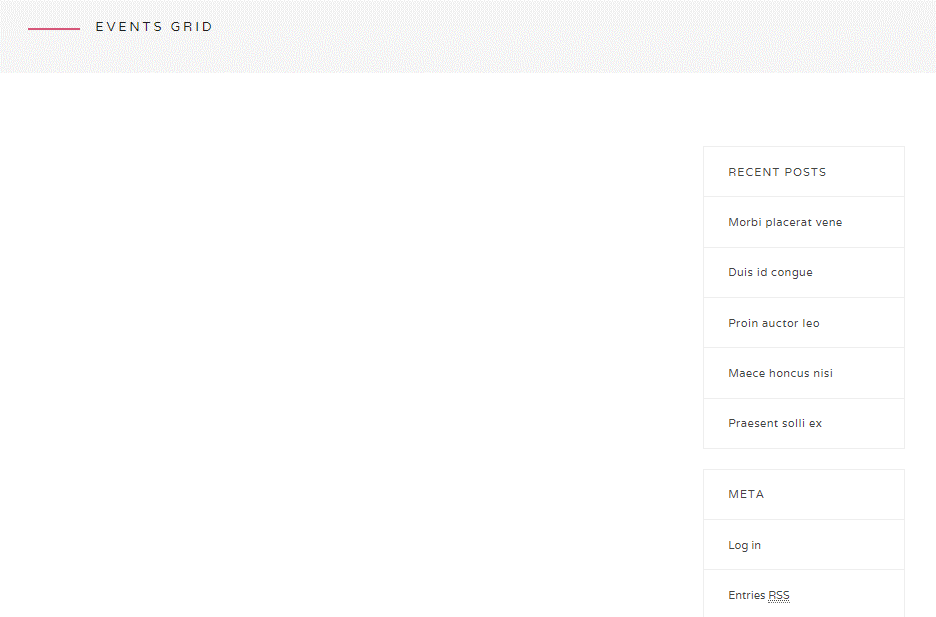 EVENTS GRID
RECENT POSTS
Morbi placerat vene
Duis id congue
Proin auctor leo
Maece honcus nisi
Praesent solli ex
META
Log in
Entries RSS